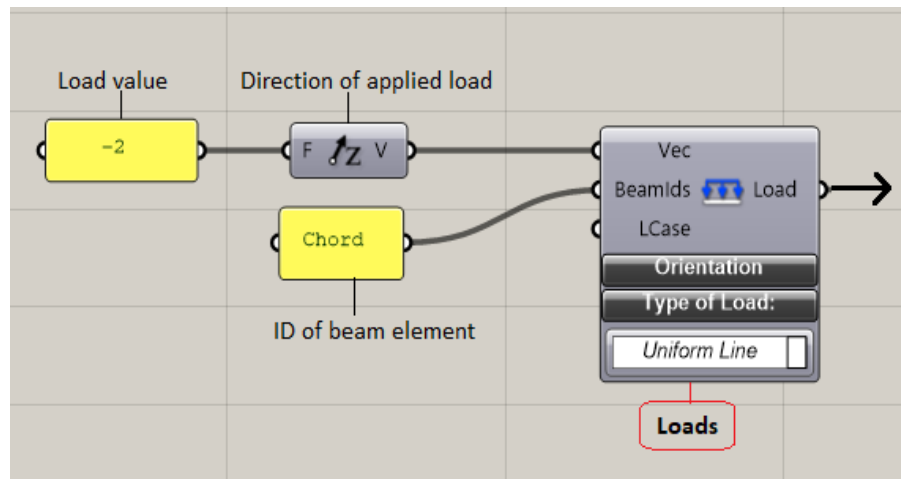 Load value
Direction of applied load
-2
F Z V
Vec
BeamIds Load
Chord
LCase
Orientation
Type of Load:
ID of beam element
Uniform Line
Loads